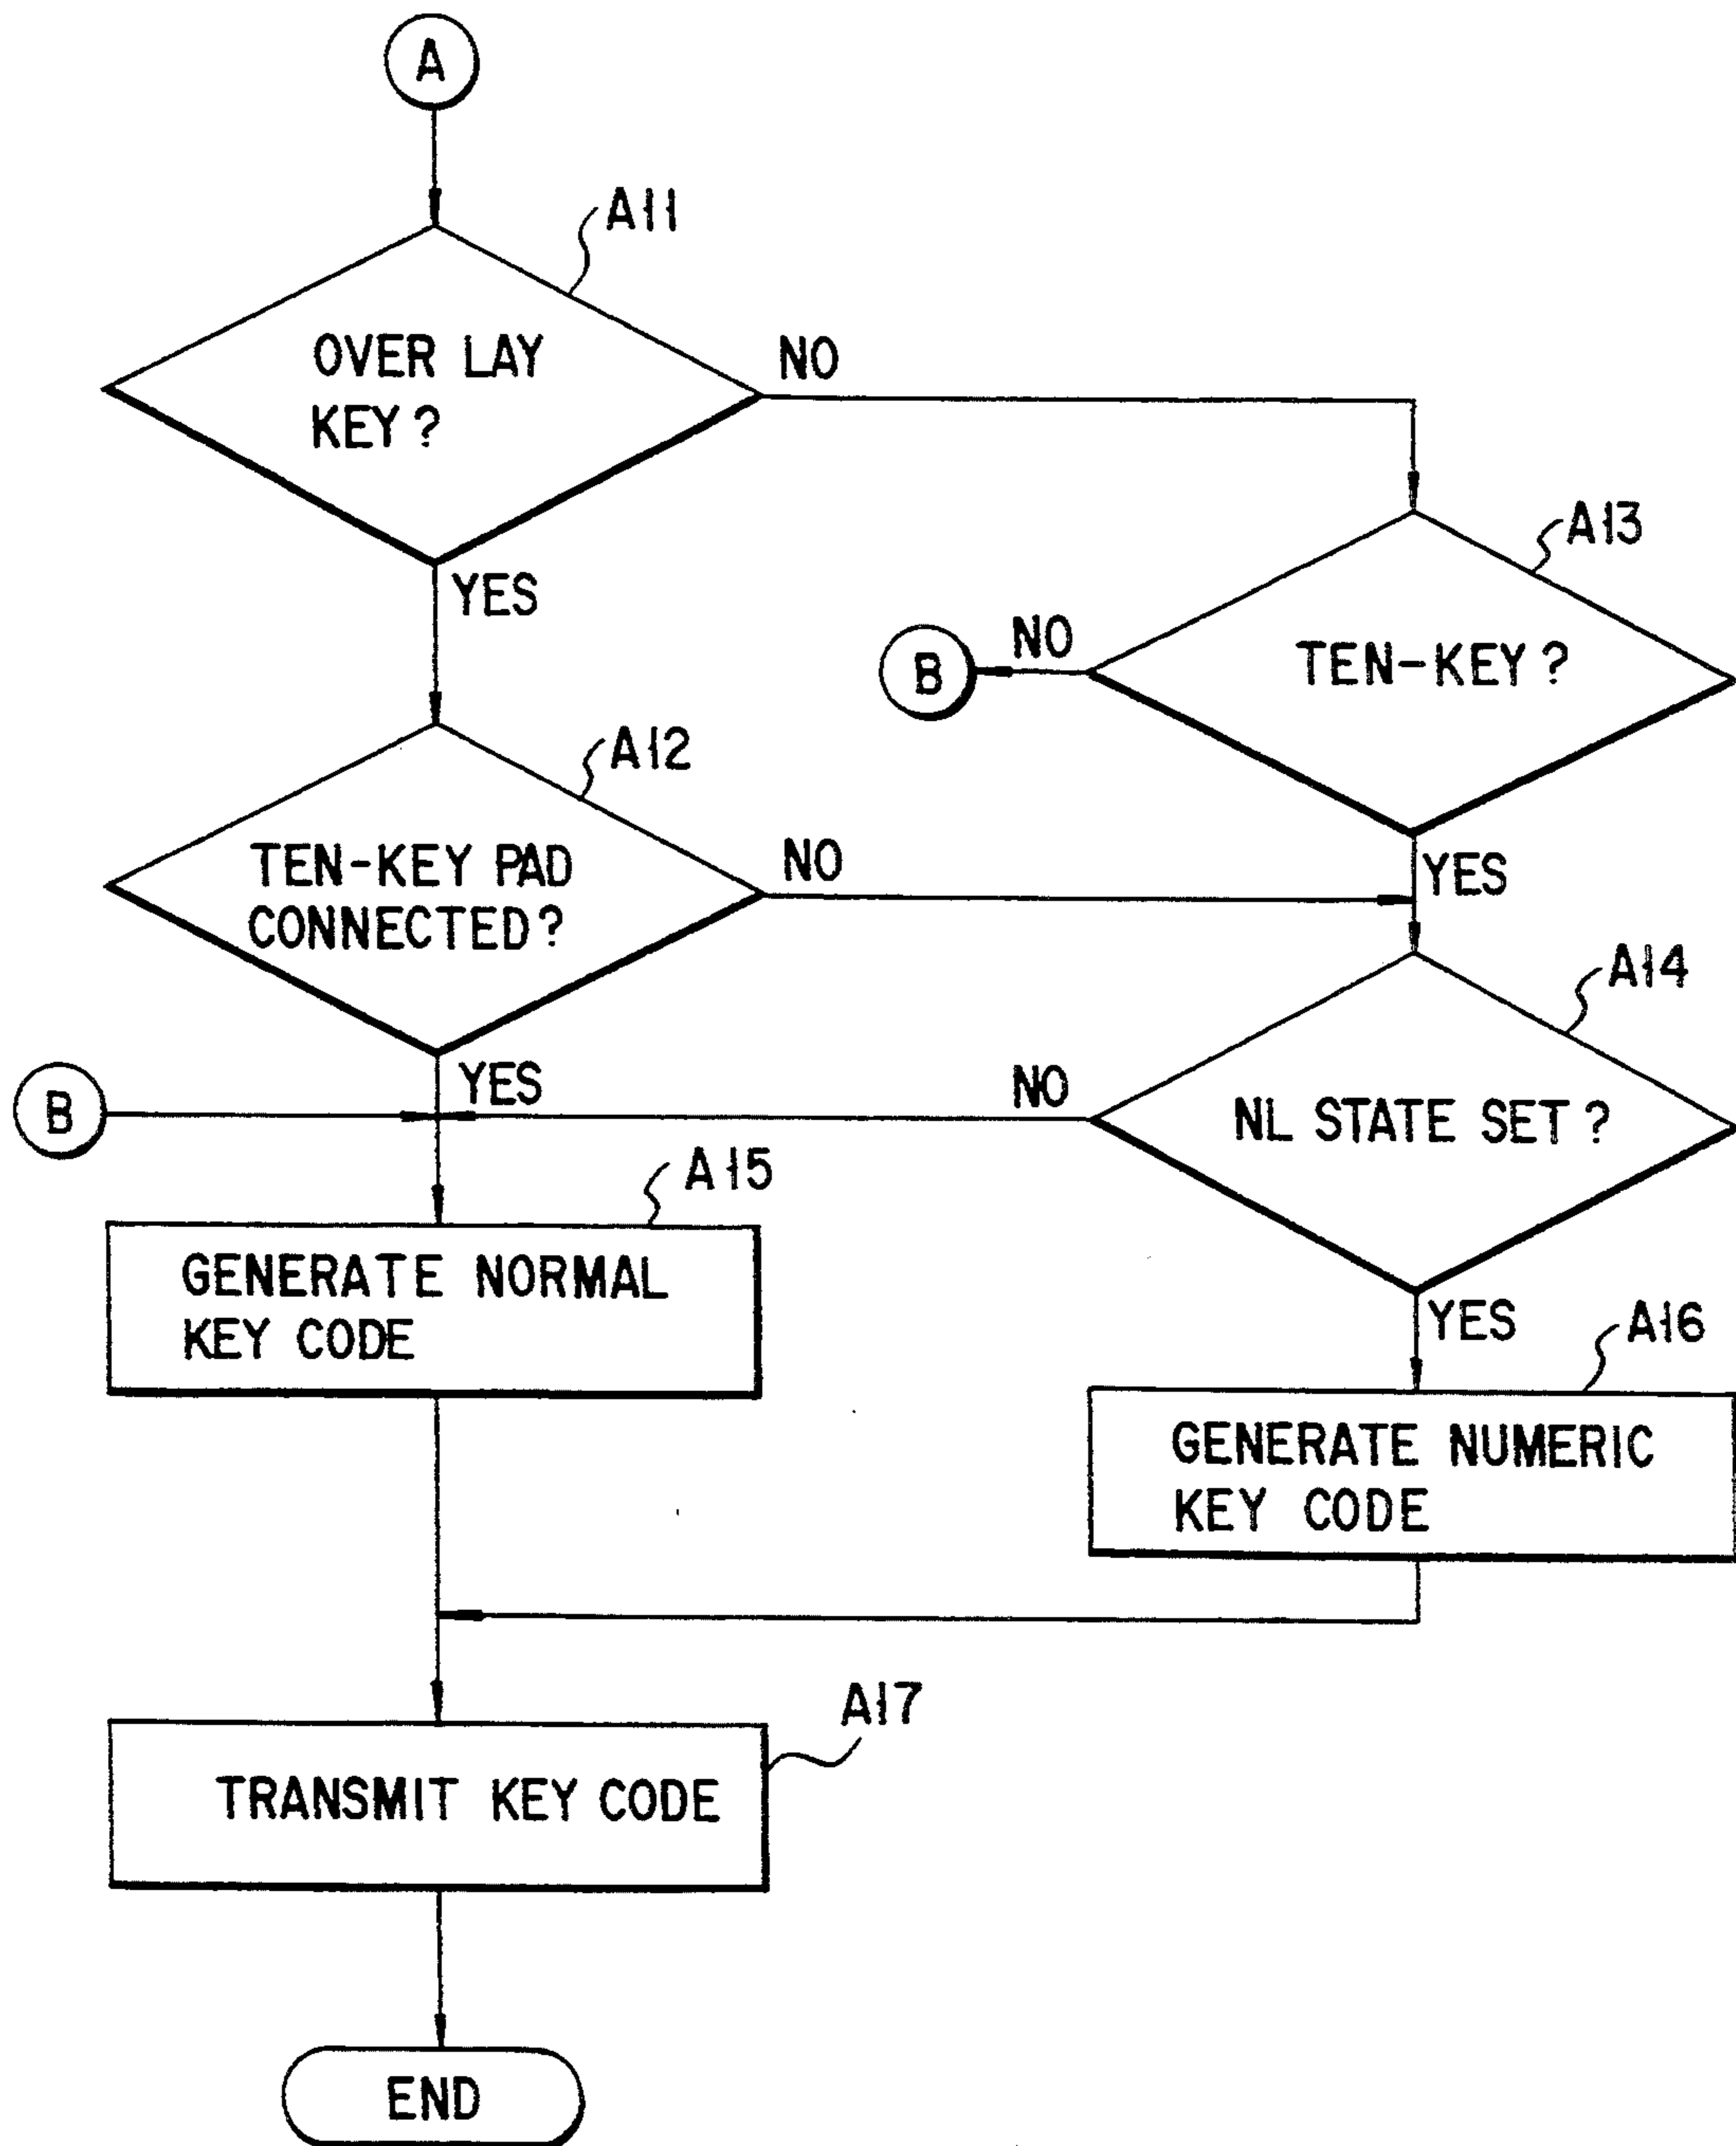 A
A11
OVER LAY
KEY?
NO
YES
A13
TEN-KEY?
NO
B
YES
A12
TEN-KEY PAD
CONNECTED?
NO
YES
A14
NL STATE SET?
NO
B
YES
A15
GENERATE NORMAL
KEY CODE
A16
GENERATE NUMERIC
KEY CODE
A17
TRANSMIT KEY CODE
END